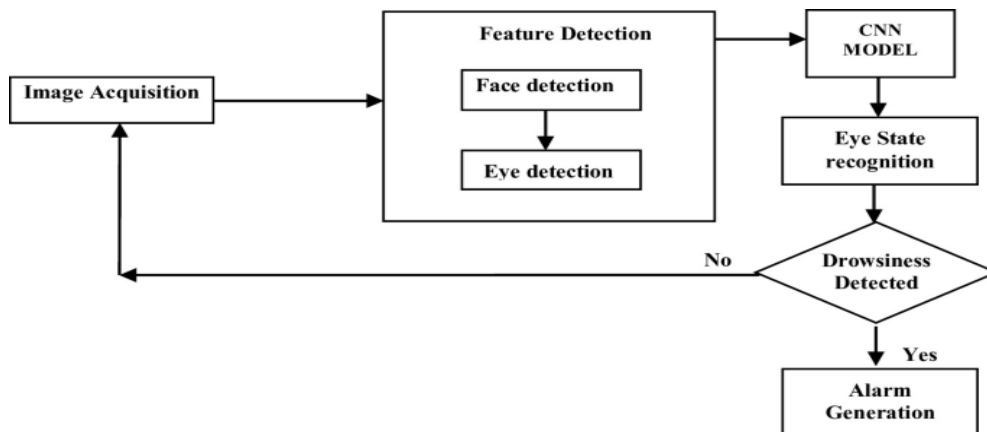 Image Acquisition
Feature Detection
Face detection
Eye detection
CNN
MODEL
Eye State
recognition
Drowsiness
Detected
No
Yes
Alarm
Generation